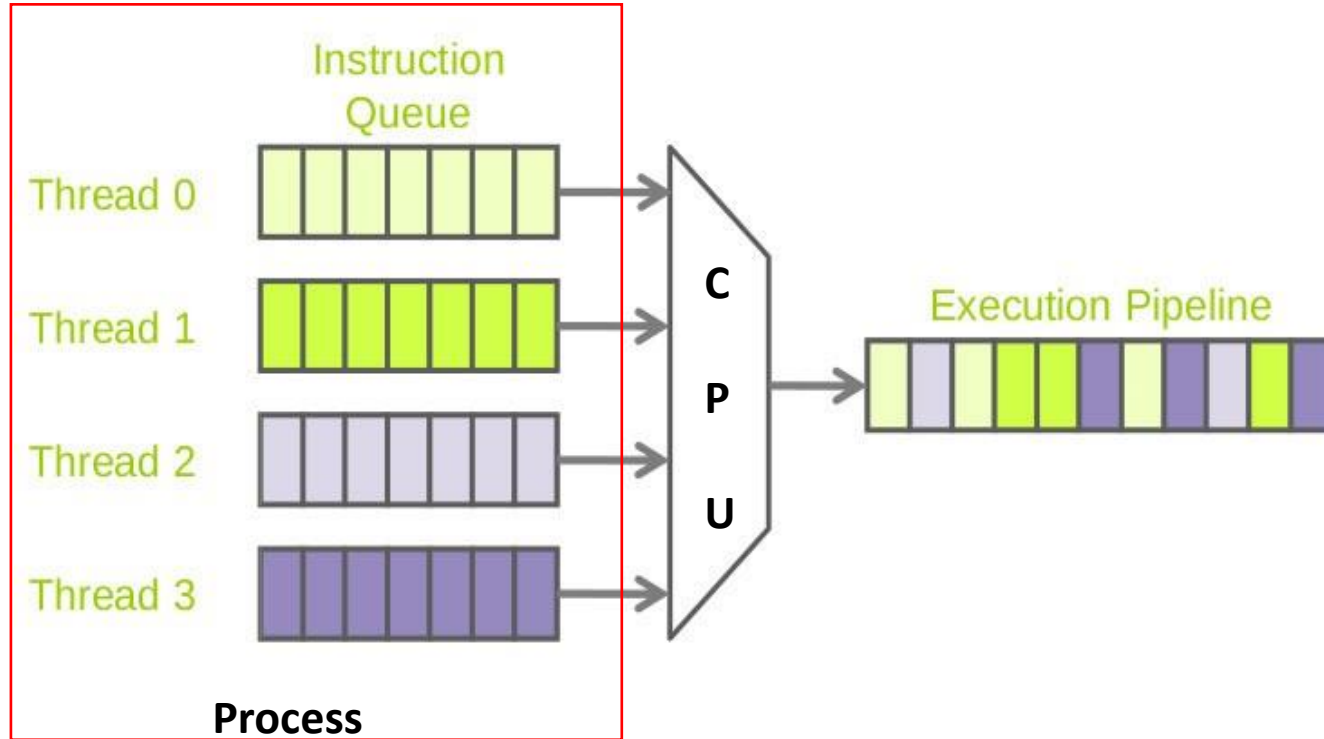 Instruction
Queue
Thread 0
Thread 1
Thread 2
Thread 3
Process
C
P
U
Execution Pipeline